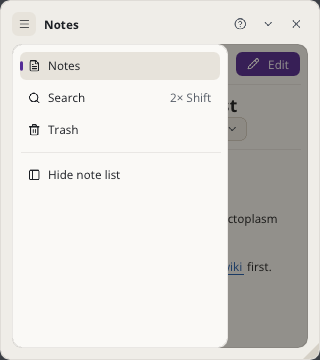 Notes
Notes
Search 2× Shift
Trash
Hide note list
Edit
first.